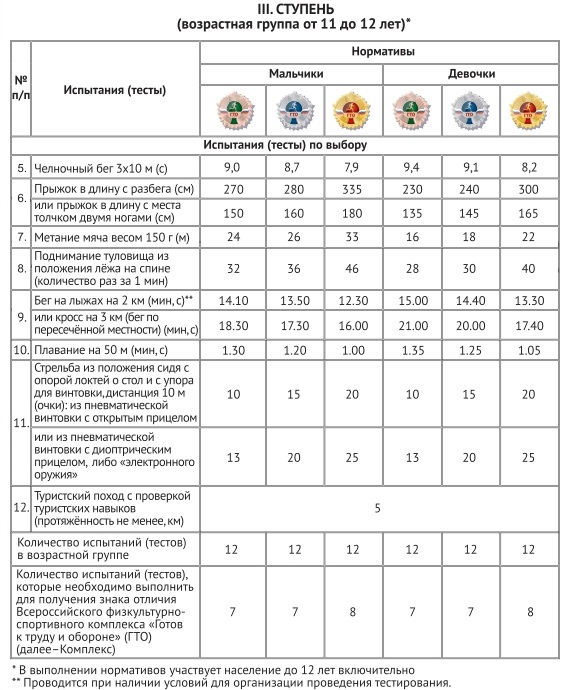 III. СТУПЕНЬ
(возрастная группа от 11 до 12 лет)*
№ п/п
Испытания (тесты)
Нормативы
Мальчики Девочки
ГТО ГТО ГТО ГТО ГТО ГТО
Испытания (тесты) по выбору
5. Челночный бег 3х10 м (с) 9,0 8,7 7,9 9,4 9,1 8,2
6. Прыжок в длину с разбега (см) 270 280 335 230 240 300
или прыжок в длину с места
толчком двумя ногами (см) 150 160 180 135 145 165
7. Метание мяча весом 150 г (м) 24 26 33 16 18 22
8. Поднимание туловища из
положения лёжа на спине
(количество раз за 1 мин) 32 36 46 28 30 40
9. Бег на лыжах на 2 км (мин, с)** 14.10 13.50 12.30 15.00 14.40 13.30
или кросс на 3 км (бег по
пересечённой местности) (мин,с) 18.30 17.30 16.00 21.00 20.00 17.40
10. Плавание на 50 м (мин, с) 1.30 1.20 1.00 1.35 1.25 1.05
11. Стрельба из положения сидя с
опорой локтей о стол и с упора
для винтовки,дистанция 10 м
(очки): из пневматической
винтовки с открытым прицелом 10 15 20 10 15 20
или из пневматической
винтовки с диоптрическим
прицелом, либо «электронного
оружия» 13 20 25 13 20 25
12. Туристский поход с проверкой
туристских навыков
(протяжённость не менее, км) 5
Количество испытаний (тестов)
в возрастной группе 12 12 12 12 12 12
Количество испытаний (тестов),
которые необходимо выполнить
для получения знака отличия
Всероссийского физкультурно-
спортивного комплекса «Готов
к труду и обороне» (ГТО)
(далее–Комплекс) 7 7 8 7 7 8
* В выполнении нормативов участвует население до 12 лет включительно
** Проводится при наличии условий для организации проведения тестирования.